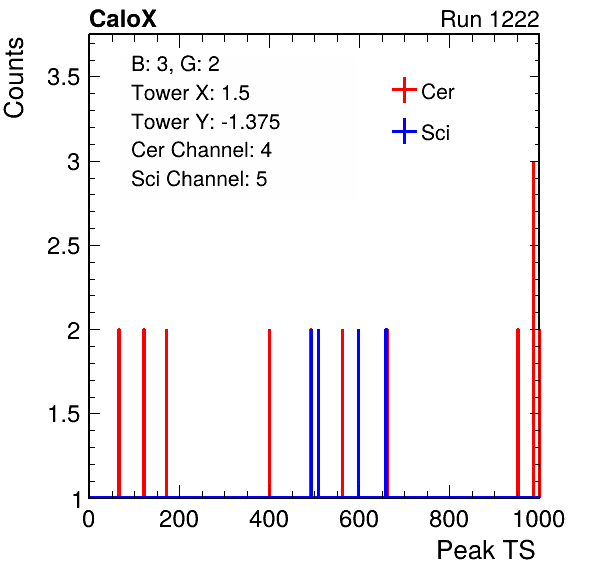 CaloX
Run 1222
Counts
B: 3, G: 2
Tower X: 1.5
Tower Y: -1.375
Cer Channel: 4
Sci Channel: 5
Cer
Sci
3.5
3
2.5
2
1.5
1
0 200 400 600 800 1000
Peak TS